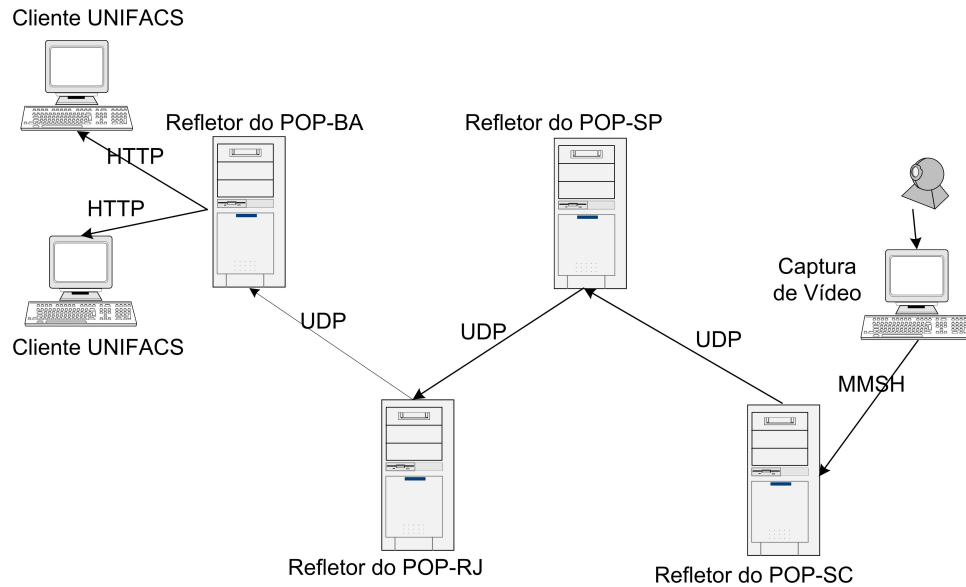 Cliente UNIFACS
Refletor do POP-BA
Refletor do POP-SP
HTTP
HTTP
Captura
de Vídeo
Cliente UNIFACS
UDP
UDP
UDP
MMSH
Refletor do POP-RJ
Refletor do POP-SC